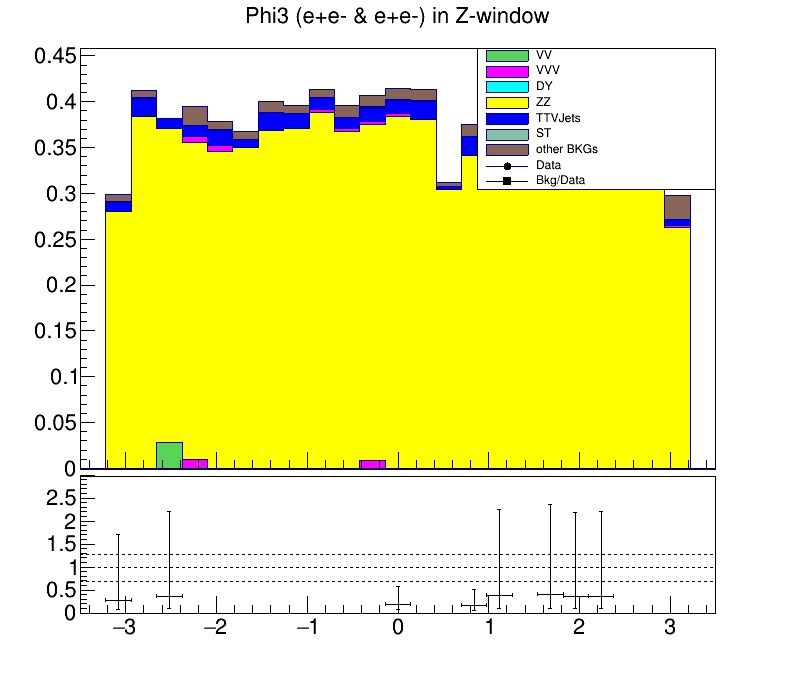 Phi3 (e+e- & e+e-) in Z-window
0.45
0.4
0.35
0.3
0.25
0.2
0.15
0.1
0.05
0
VV
VVV
DY
ZZ
TTVJets
ST
other BKGs
Data
Bkg/Data
2.5
2
1.5
1
0.5
0
−3 −2 −1 0 1 2 3